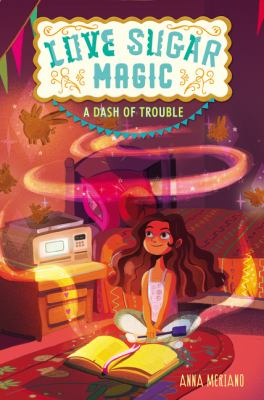 LOVE SUGAR
MAGIC
A DASH OF TROUBLE
ANNA MERIANO